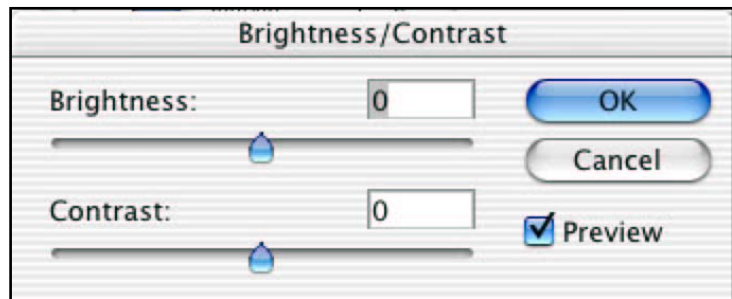 Brightness/Contrast
Brightness: 0
OK
Cancel
Contrast: 0
Preview